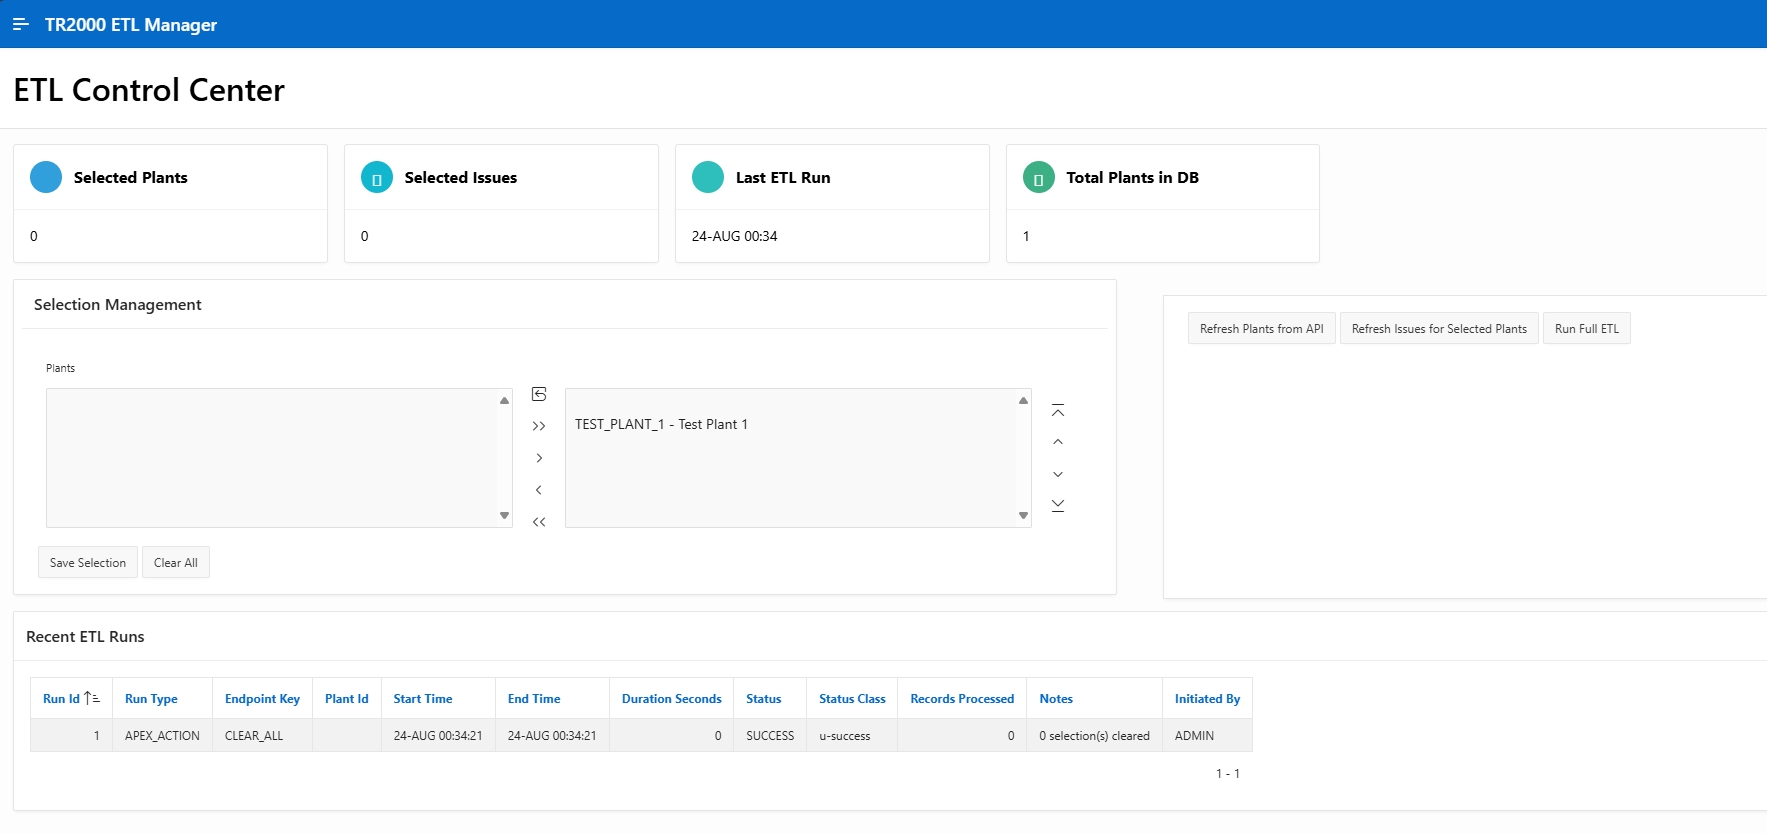 TR2000 ETL Manager
ETL Control Center
Selected Plants
0
Selected Issues
0
Last ETL Run
24-AUG 00:34
Total Plants in DB
1
Selection Management
Plants
TEST_PLANT_1 - Test Plant 1
Save Selection Clear All
Refresh Plants from API Refresh Issues for Selected Plants Run Full ETL
Recent ETL Runs
Run Id Run Type Endpoint Key Plant Id Start Time End Time Duration Seconds Status Status Class Records Processed Notes Initiated By
1 APEX_ACTION CLEAR_ALL 24-AUG 00:34:21 24-AUG 00:34:21 0 SUCCESS u-success 0 0 selection(s) cleared ADMIN
1 - 1